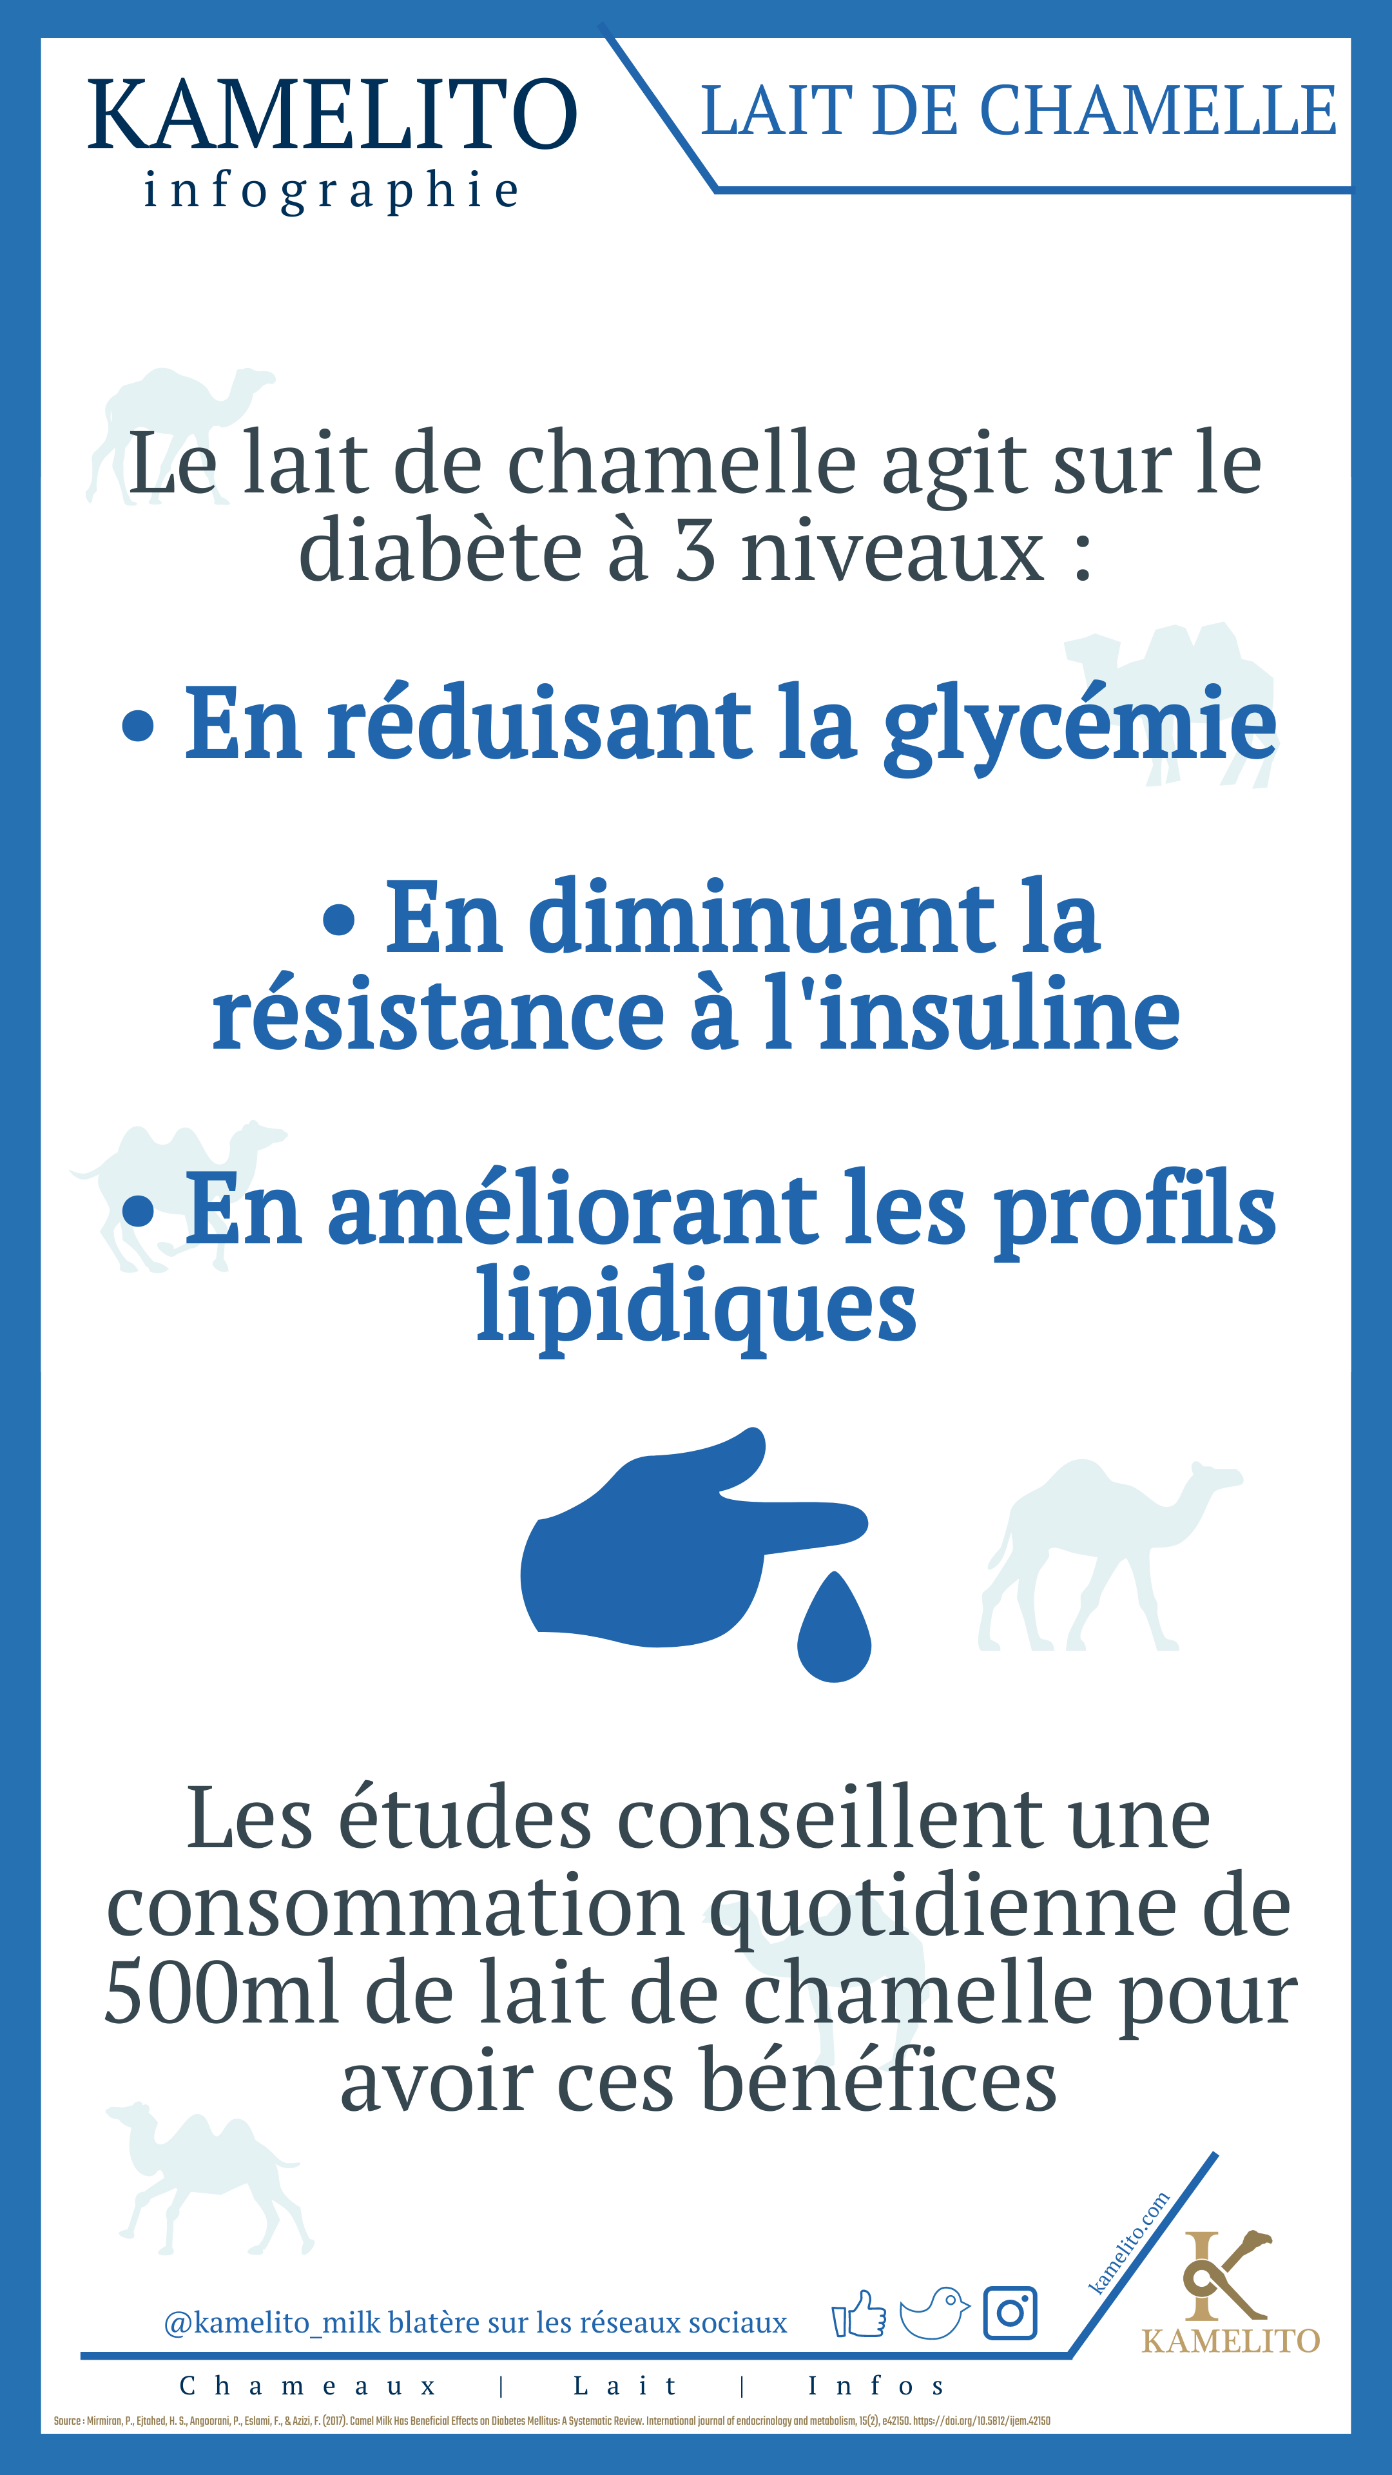 KAMELITO
infographie
LAIT DE CHAMELLE
Le lait de chamelle agit sur le
diabète à 3 niveaux :
• En réduisant la glycémie
• En diminuant la
résistance à l'insuline
• En améliorant les profils
lipidiques
Les études conseillent une
consommation quotidienne de
500ml de lait de chamelle pour
avoir ces bénéfices
kamelito.com
@kamelito_milk blatère sur les réseaux sociaux
KAMELITO
Chameaux | Lait | Infos
Source : Mirmiran, P., Ejtahed, H. S., Angoorani, P., Eslami, F., & Azizi, F. (2017). Camel Milk Has Beneficial Effects on Diabetes Mellitus: A Systematic Review. International journal of endocrinology and metabolism, 15(2), e42150. https://doi.org/10.5812/ijem.42150